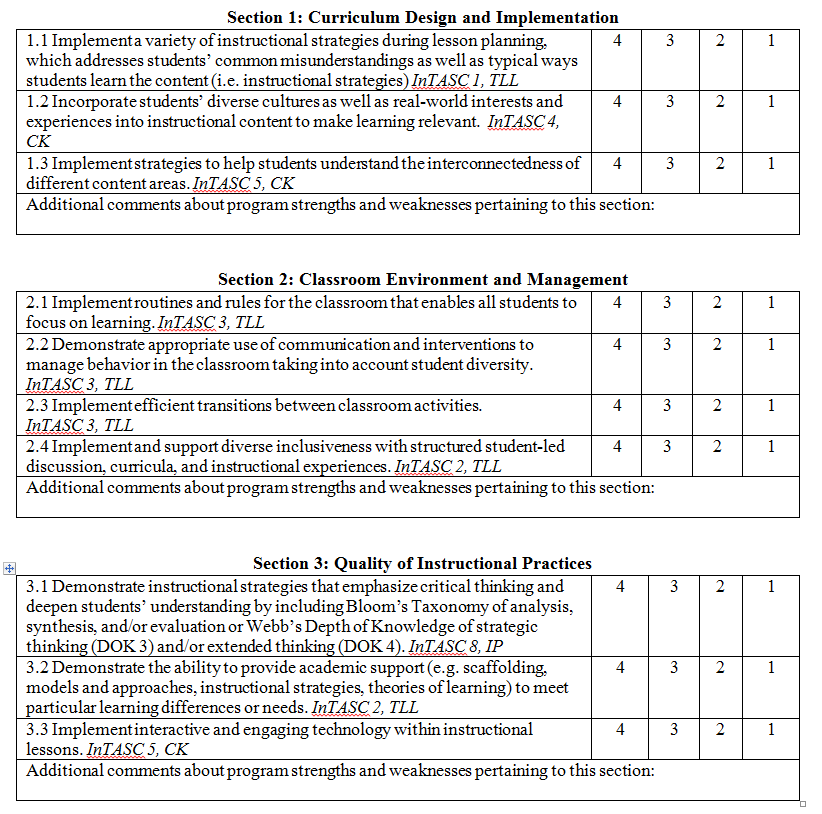 Section 1: Curriculum Design and Implementation
1.1 Implement a variety of instructional strategies during lesson planning, 4 3 2 1
which addresses students' common misunderstandings as well as typical ways
students learn the content (i.e. instructional strategies) InTASC 1, TLL
1.2 Incorporate students' diverse cultures as well as real-world interests and 4 3 2 1
experiences into instructional content to make learning relevant. InTASC 4,
CK
1.3 Implement strategies to help students understand the interconnectedness of 4 3 2 1
different content areas. InTASC 5, CK
Additional comments about program strengths and weaknesses pertaining to this section:
Section 2: Classroom Environment and Management
2.1 Implement routines and rules for the classroom that enables all students to 4 3 2 1
focus on learning. InTASC 3, TLL
2.2 Demonstrate appropriate use of communication and interventions to 4 3 2 1
manage behavior in the classroom taking into account student diversity.
InTASC 3, TLL
2.3 Implement efficient transitions between classroom activities. 4 3 2 1
InTASC 3, TLL
2.4 Implement and support diverse inclusiveness with structured student-led 4 3 2 1
discussion, curricula, and instructional experiences. InTASC 2, TLL
Additional comments about program strengths and weaknesses pertaining to this section:
Section 3: Quality of Instructional Practices
3.1 Demonstrate instructional strategies that emphasize critical thinking and 4 3 2 1
deepen students' understanding by including Bloom's Taxonomy of analysis,
synthesis, and/or evaluation or Webb's Depth of Knowledge of strategic
thinking (DOK 3) and/or extended thinking (DOK 4). InTASC 8, IP
3.2 Demonstrate the ability to provide academic support (e.g. scaffolding, 4 3 2 1
models and approaches, instructional strategies, theories of learning) to meet
particular learning differences or needs. InTASC 2, TLL
3.3 Implement interactive and engaging technology within instructional 4 3 2 1
lessons. InTASC 5, CK
Additional comments about program strengths and weaknesses pertaining to this section: